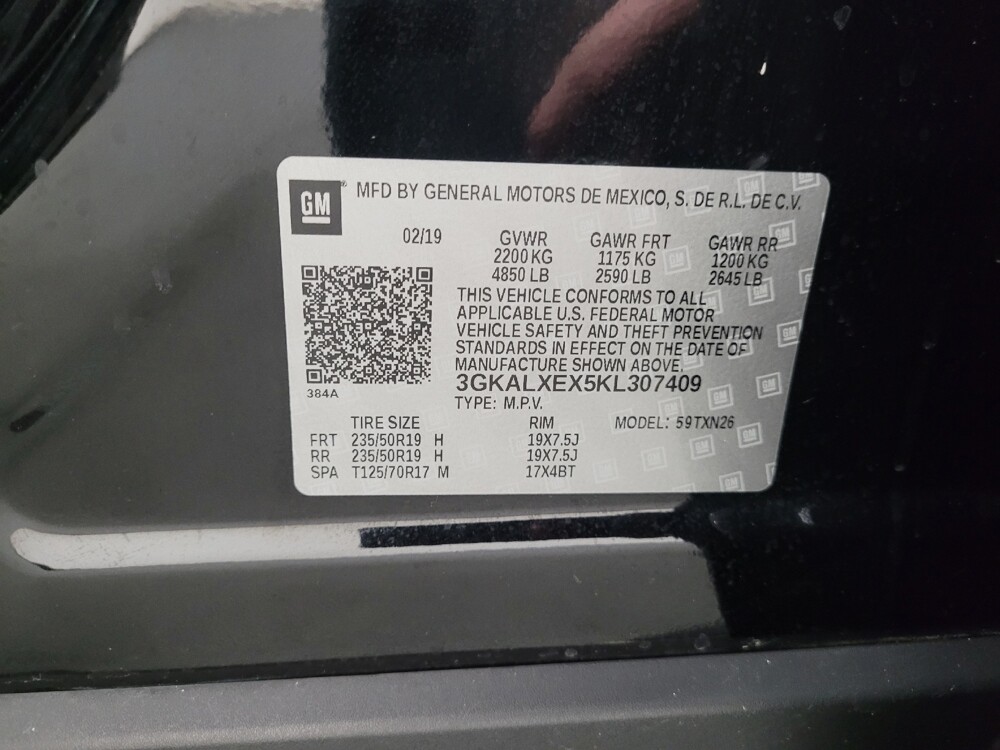 GM® MFD BY GENERAL MOTORS DE MEXICO, S. DE R.L. DE C.V.
02/19 GVWR GAWR FRT GAWR RR
2200 KG 1175 KG 1200 KG
4850 LB 2590 LB 2645 LB
THIS VEHICLE CONFORMS TO ALL
APPLICABLE U.S. FEDERAL MOTOR
VEHICLE SAFETY AND THEFT PREVENTION
STANDARDS IN EFFECT ON THE DATE OF
MANUFACTURE SHOWN ABOVE.
3GKALXEX5KL307409
384A
TYPE: M.P.V.
TIRE SIZE RIM MODEL: 59TXN26
FRT 235/50R19 H 19X7.5J
RR 235/50R19 H 19X7.5J
SPA T125/70R17 M 17X4BT